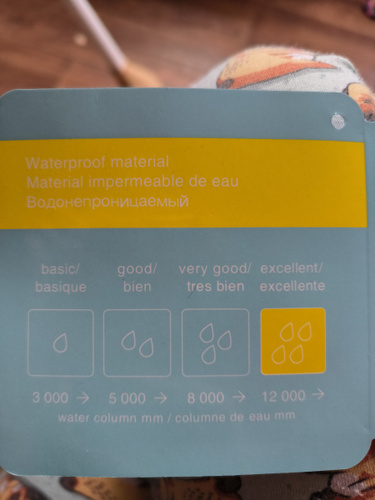 Waterproof material
Material impermeable de eau
Водонепроницаемый
basic/ good/ very good/ excellent/
basique bien tres bien excellente
3 000 → 5 000 → 8 000 → 12 000 →
water column mm / columne de eau mm